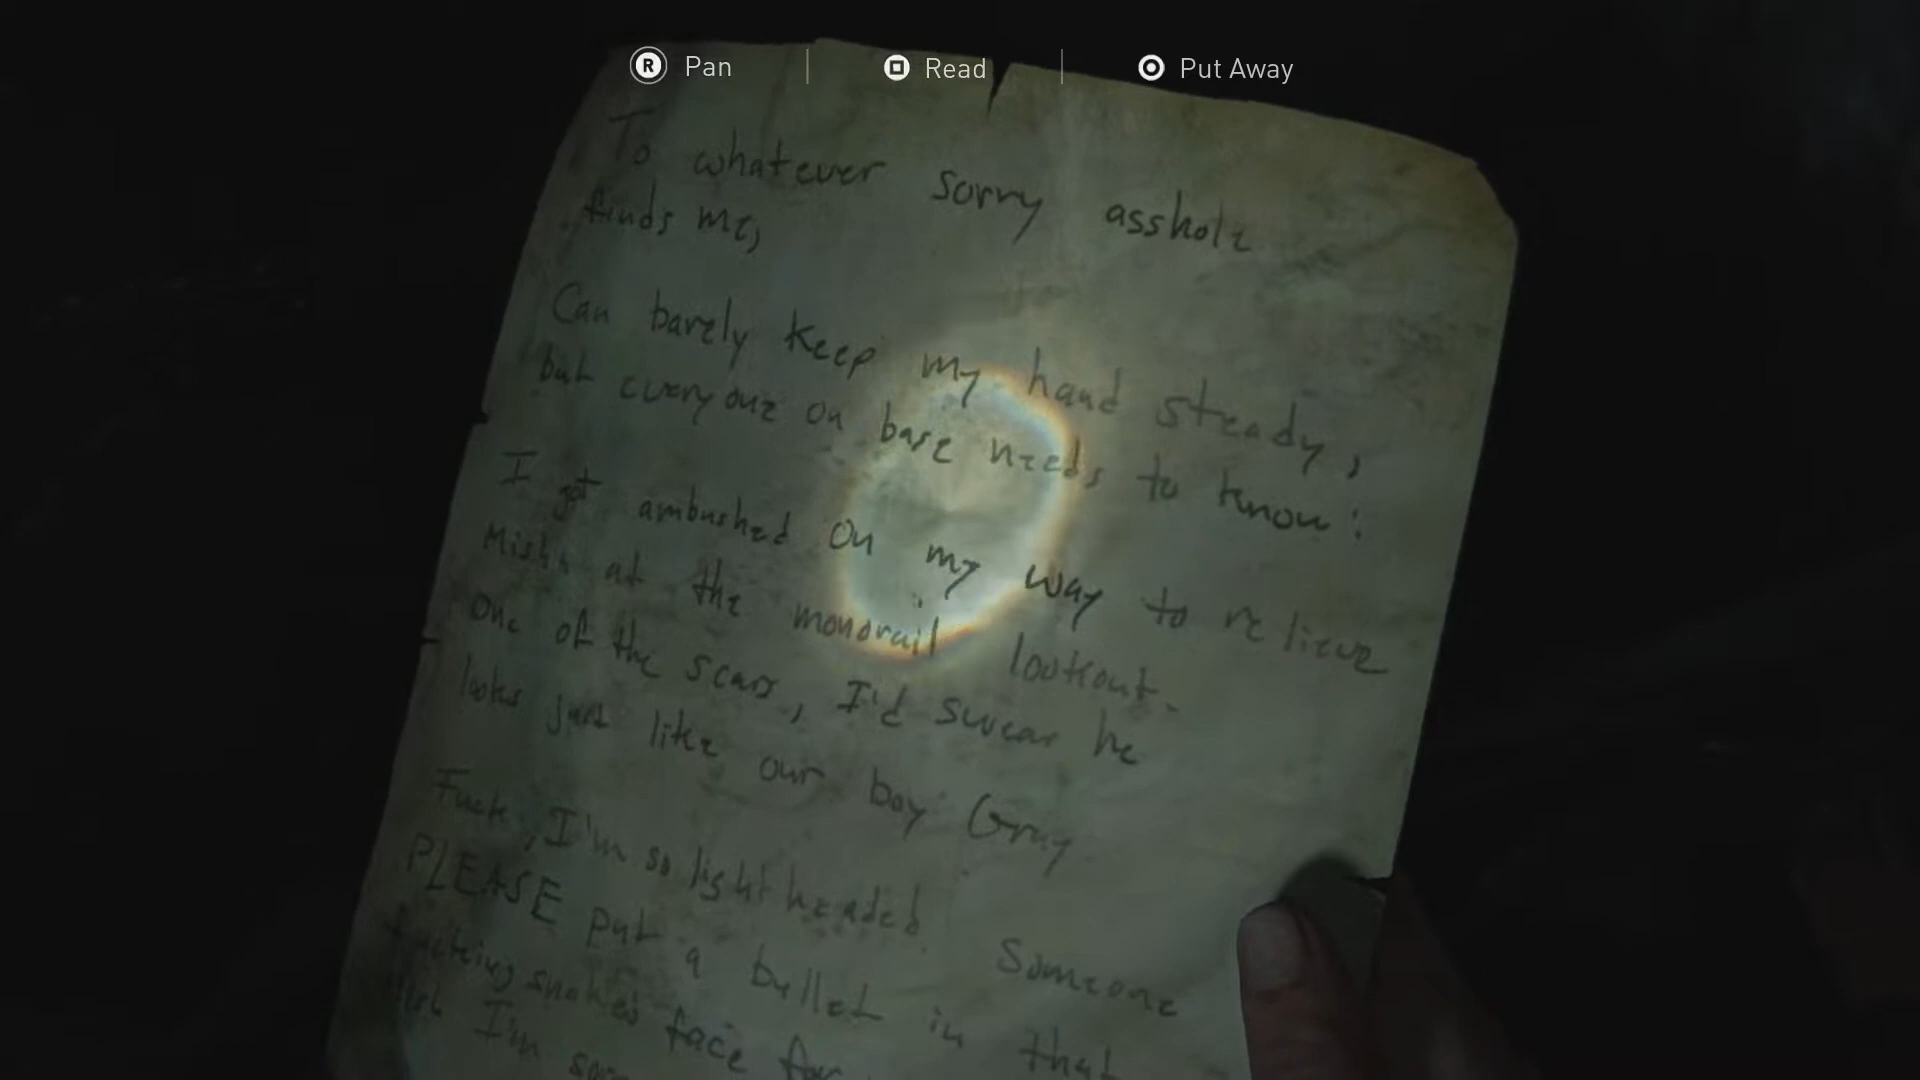 R Pan Read Put Away
To whatever sorry asshole
finds me,
Can barely keep my hand steady,
but everyone on base needs to know:
I got ambushed on my way to relieve
Mish at the monorail lookout.
One of the scars, I'd swear he
looks just like our boy Gray
Fuck, I'm so lightheaded. Someone
PLEASE put a bullet in that
fucking snake's face for
I'm